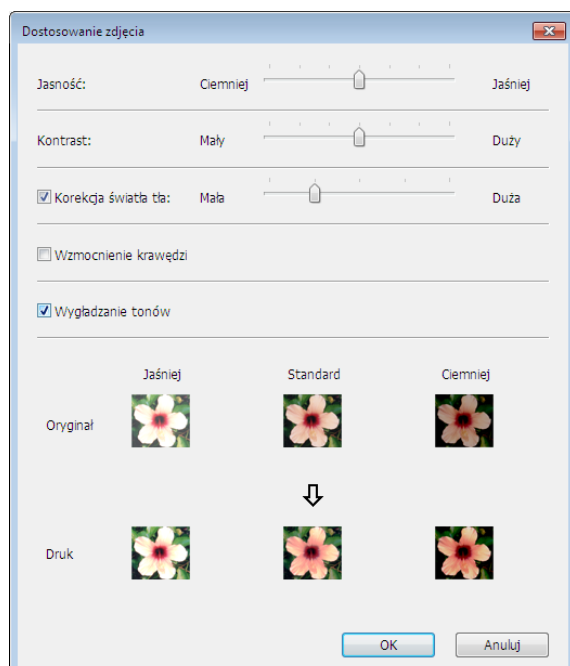 Dostosowanie zdjęcia
Jasność: Ciemniej Jaśniej
Kontrast: Mały Duży
Korekcja światła tła: Mała Duża
Wzmocnienie krawędzi
Wygładzanie tonów
Jaśniej Standard Ciemniej
Oryginał
Druk
OK Anuluj